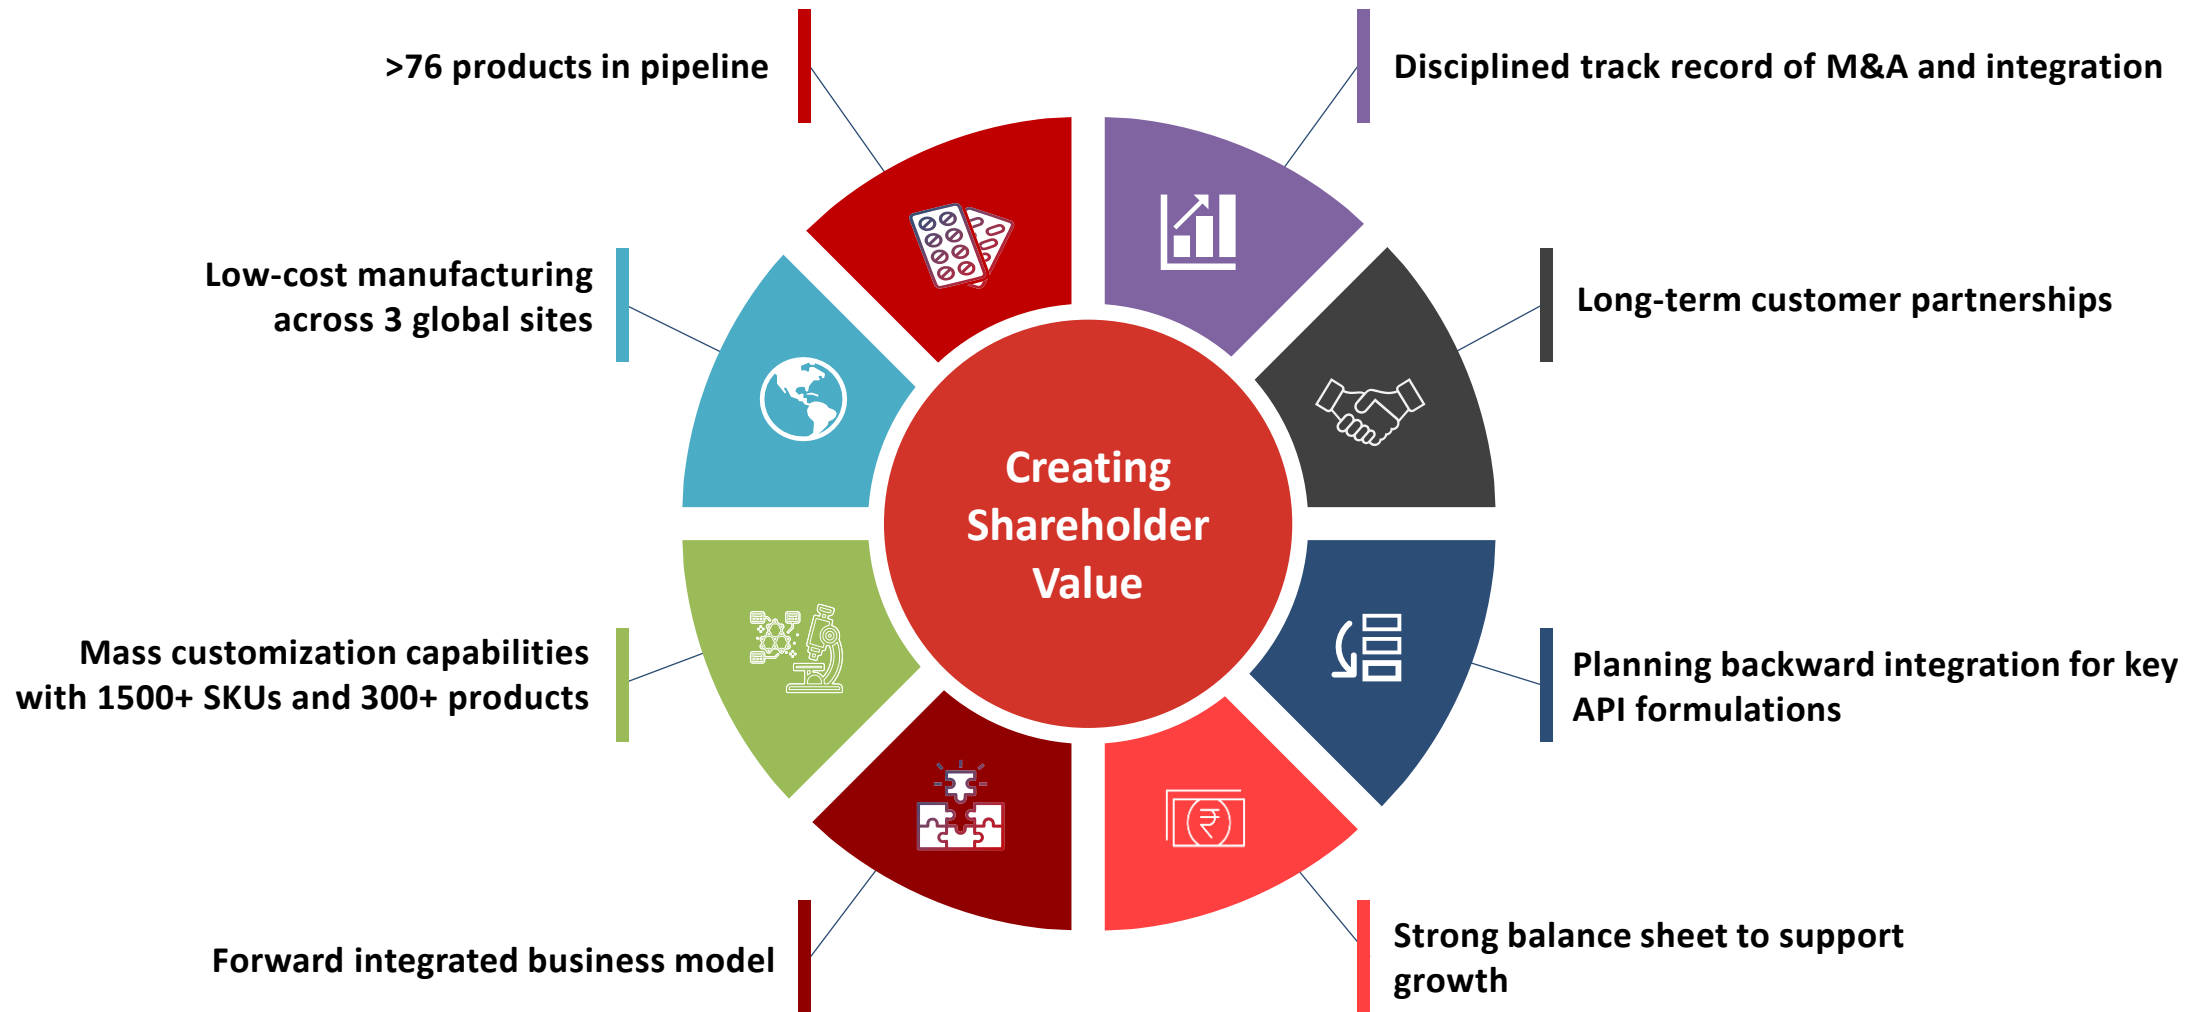 >76 products in pipeline
Disciplined track record of M&A and integration
Low-cost manufacturing
across 3 global sites
Long-term customer partnerships
Creating
Shareholder
Value
Mass customization capabilities
with 1500+ SKUs and 300+ products
Planning backward integration for key
API formulations
₹
Forward integrated business model
Strong balance sheet to support
growth